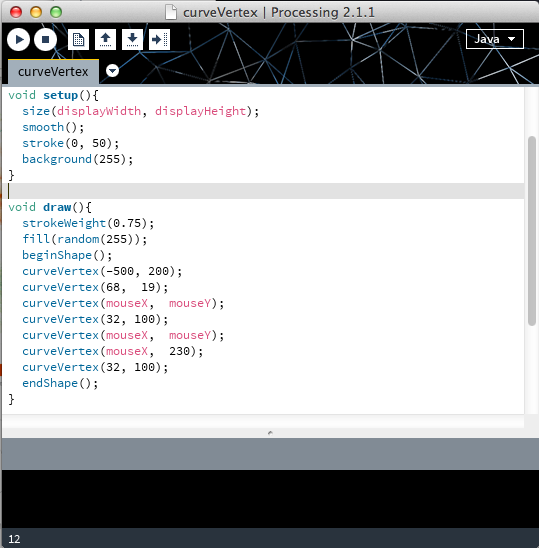 curveVertex | Processing 2.1.1
Java
curveVertex
void setup(){
  size(displayWidth, displayHeight);
  smooth();
  stroke(0, 50);
  background(255);
}
void draw(){
  strokeWeight(0.75);
  fill(random(255));
  beginShape();
  curveVertex(-500, 200);
  curveVertex(68,  19);
  curveVertex(mouseX,  mouseY);
  curveVertex(32, 100);
  curveVertex(mouseX,  mouseY);
  curveVertex(mouseX,  230);
  curveVertex(32, 100);
  endShape();
}
12